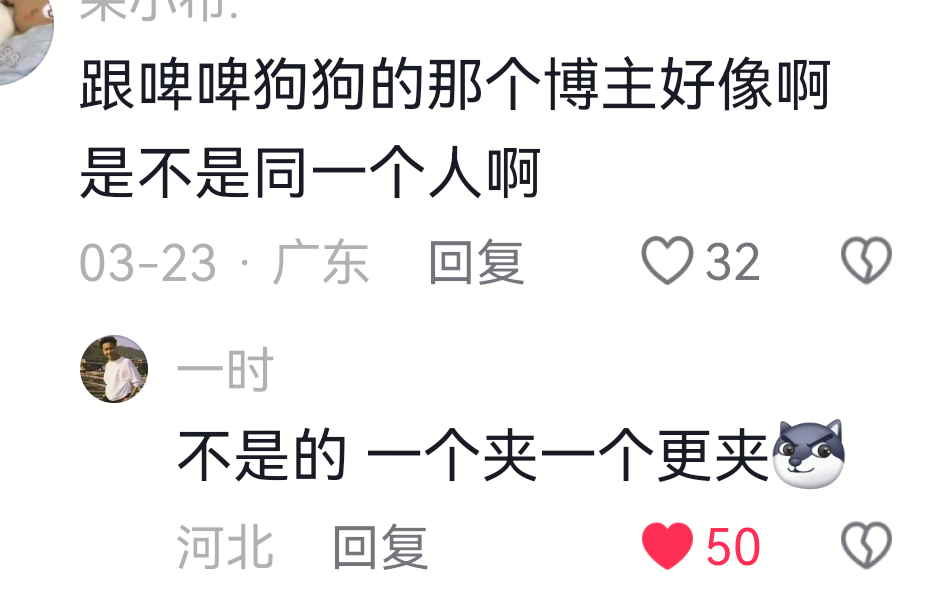 跟啤啤狗狗的那个博主好像啊
是不是同一个人啊
03-23 · 广东 回复 32
一时
不是的 一个夹一个更夹
河北 回复 50